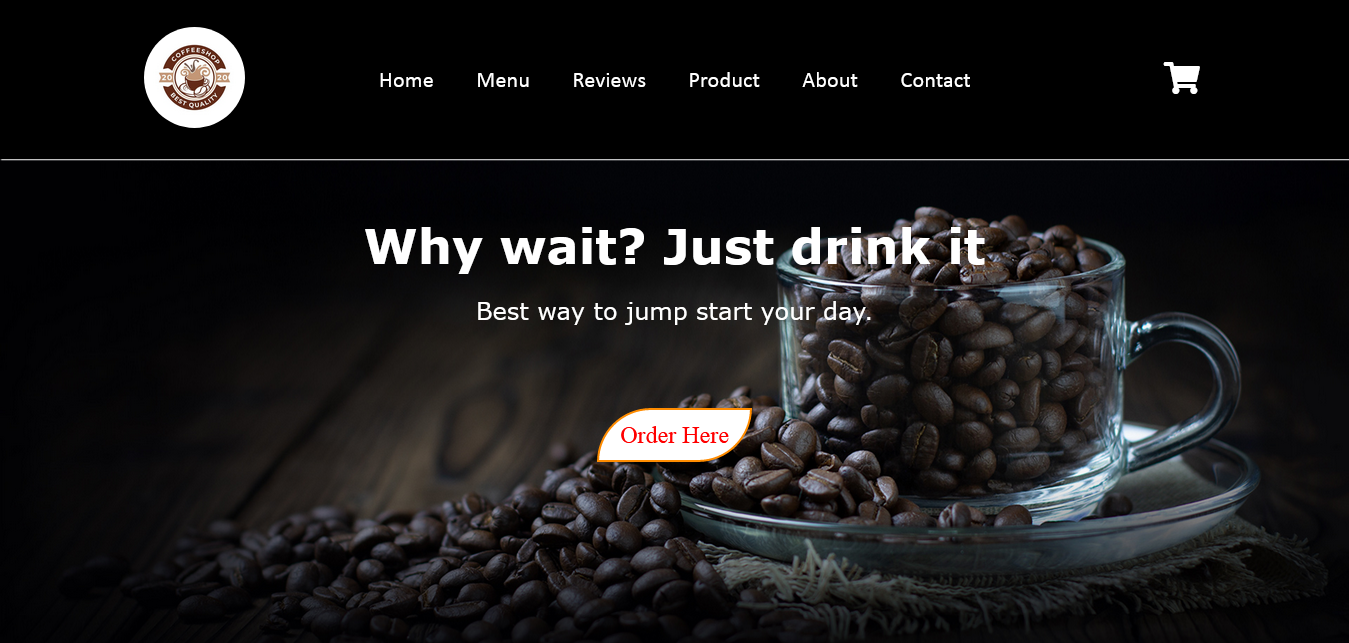 COFFEESHOP
20 20
BEST QUALITY
Home Menu Reviews Product About Contact
Why wait? Just drink it
Best way to jump start your day.
Order Here